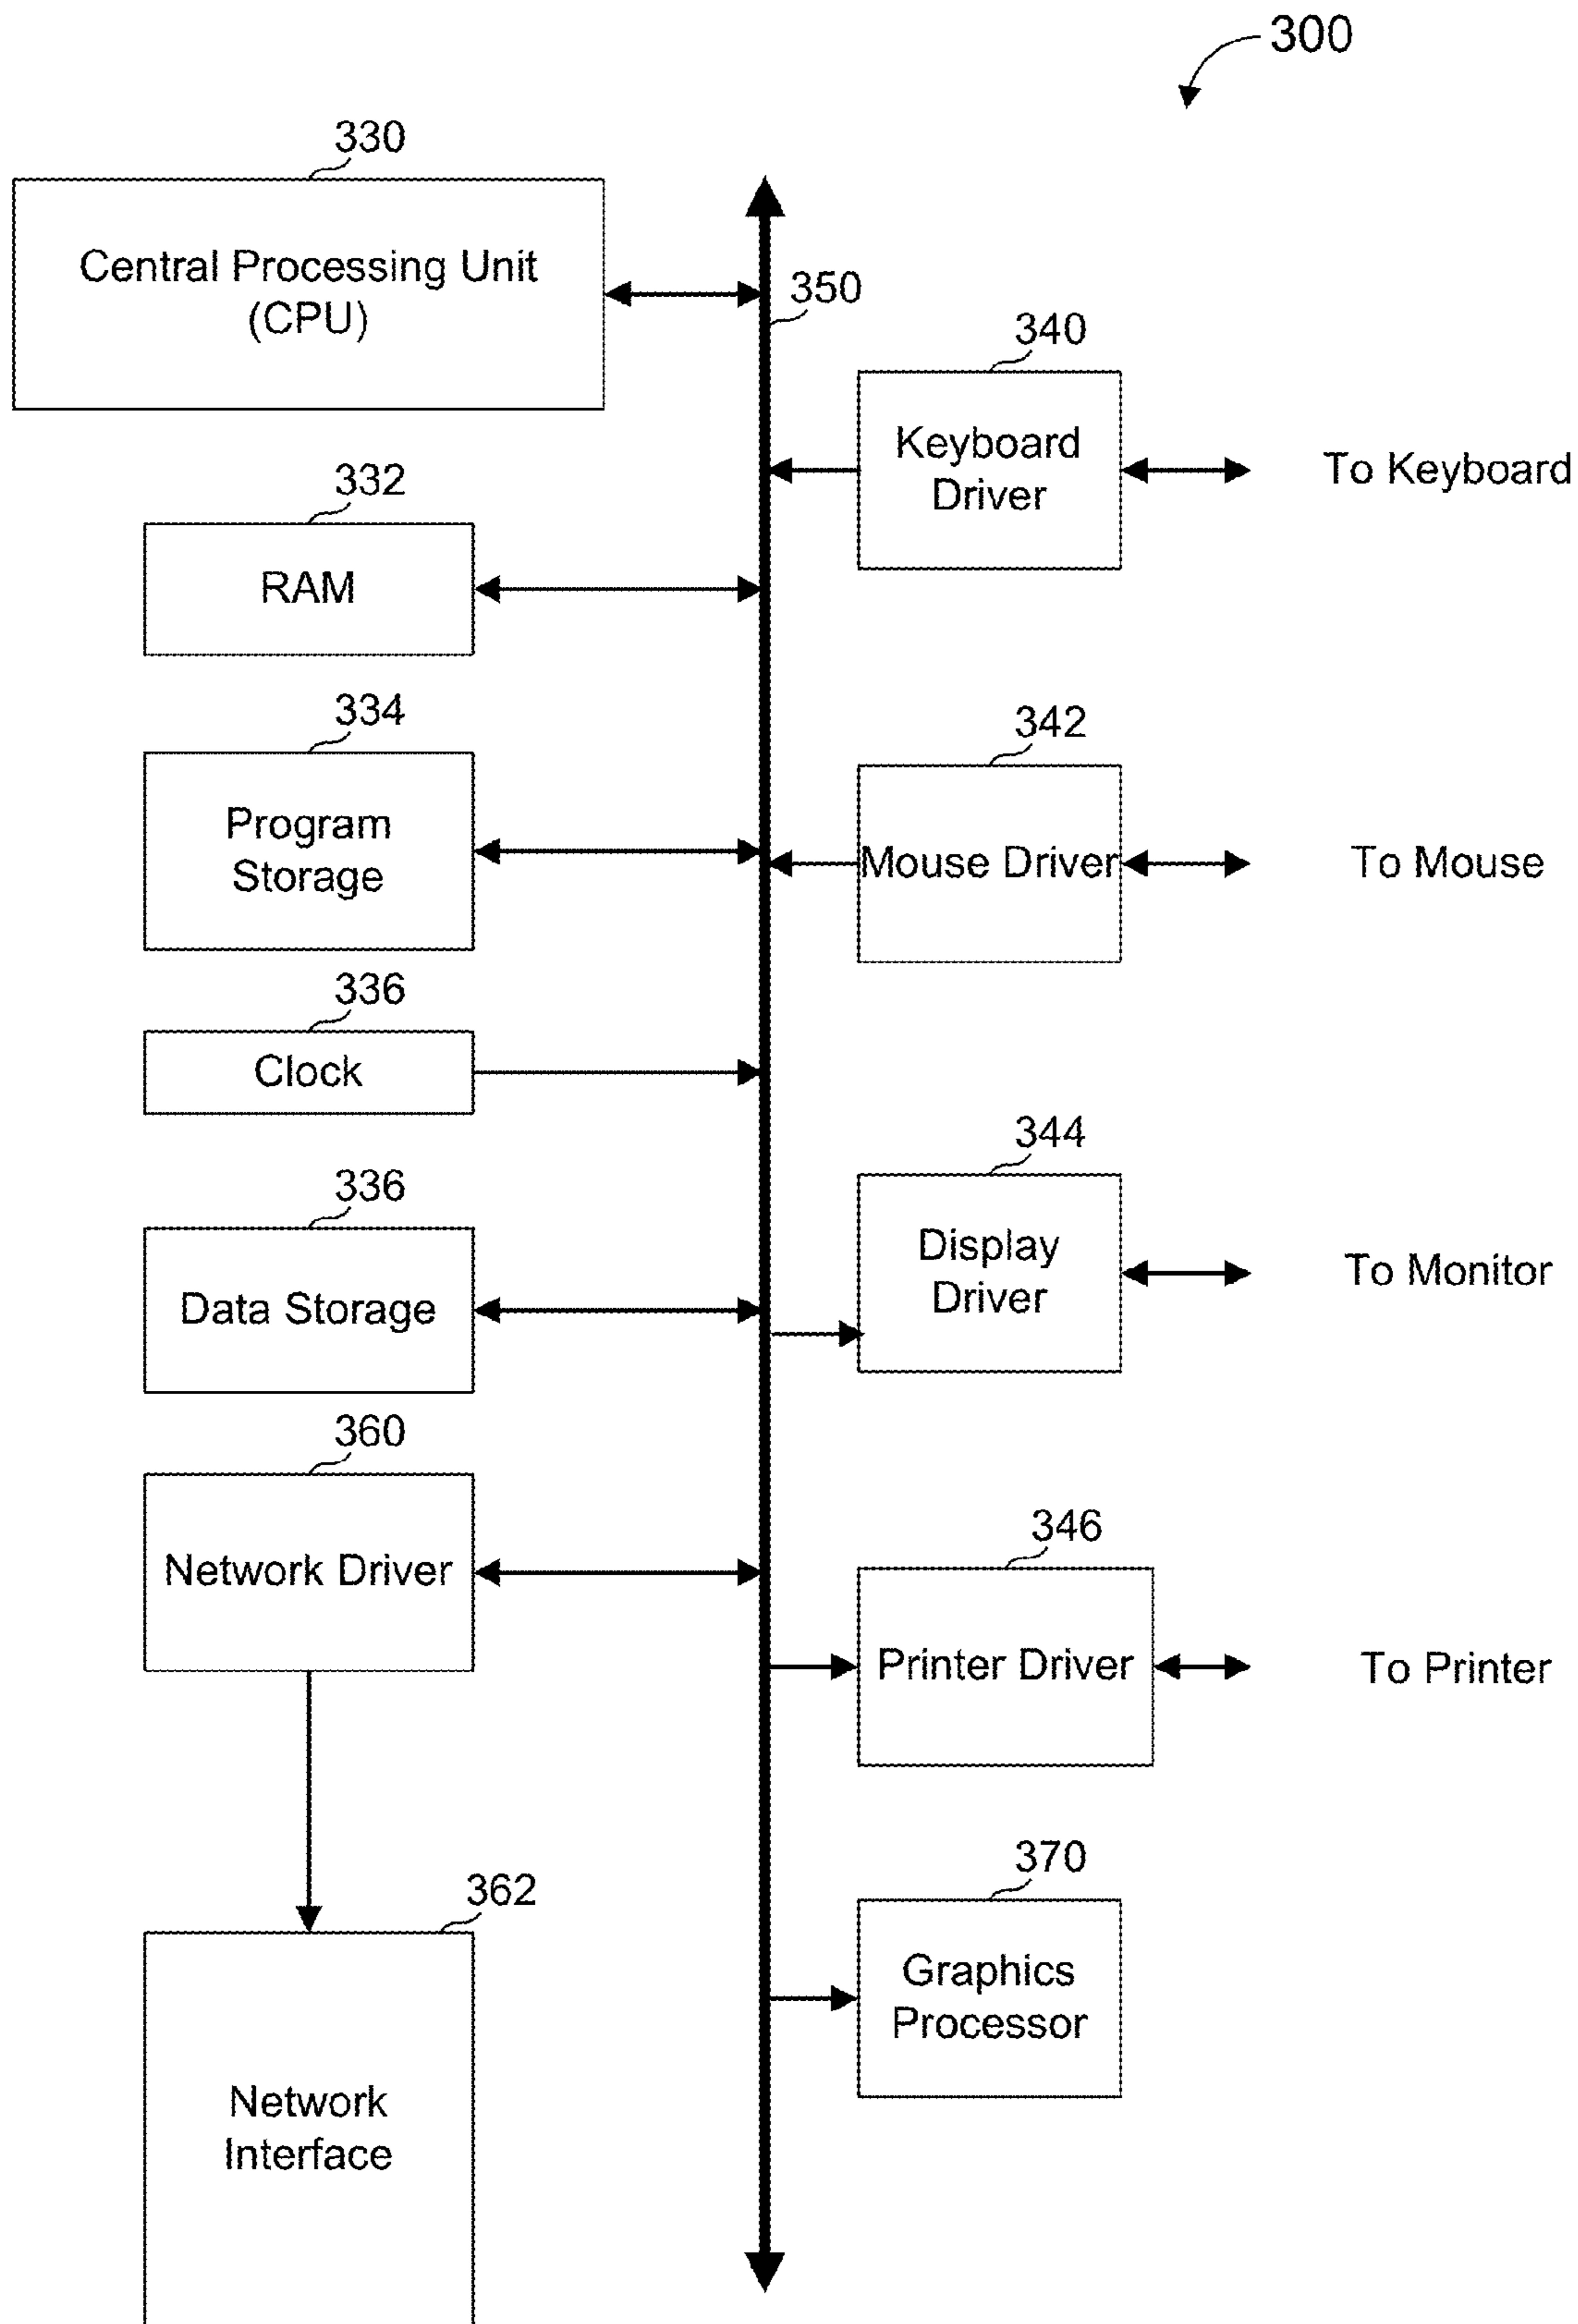 300
330
Central Processing Unit
(CPU)
350
340
Keyboard
Driver
To Keyboard
332
RAM
334
Program
Storage
342
Mouse Driver
To Mouse
336
Clock
344
Display
Driver
To Monitor
336
Data Storage
360
Network Driver
346
Printer Driver
To Printer
370
Graphics
Processor
362
Network
Interface